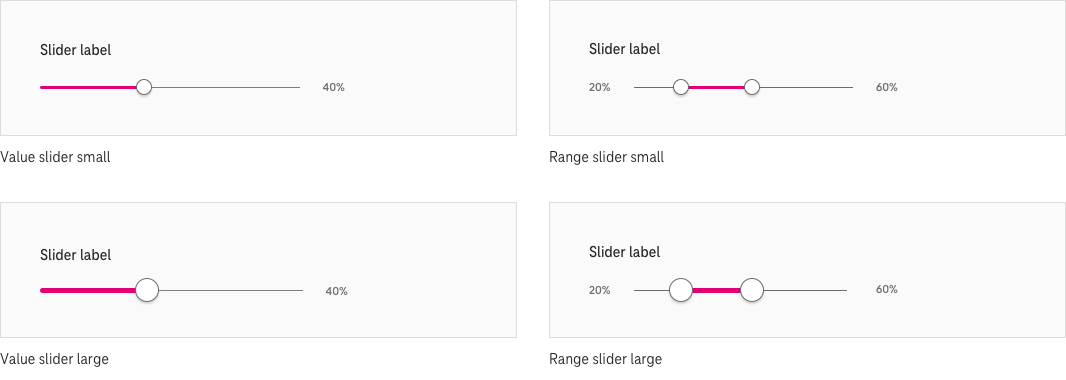 Slider label
40%
Value slider small
Slider label
20%
60%
Range slider small
Slider label
40%
Value slider large
Slider label
20%
60%
Range slider large